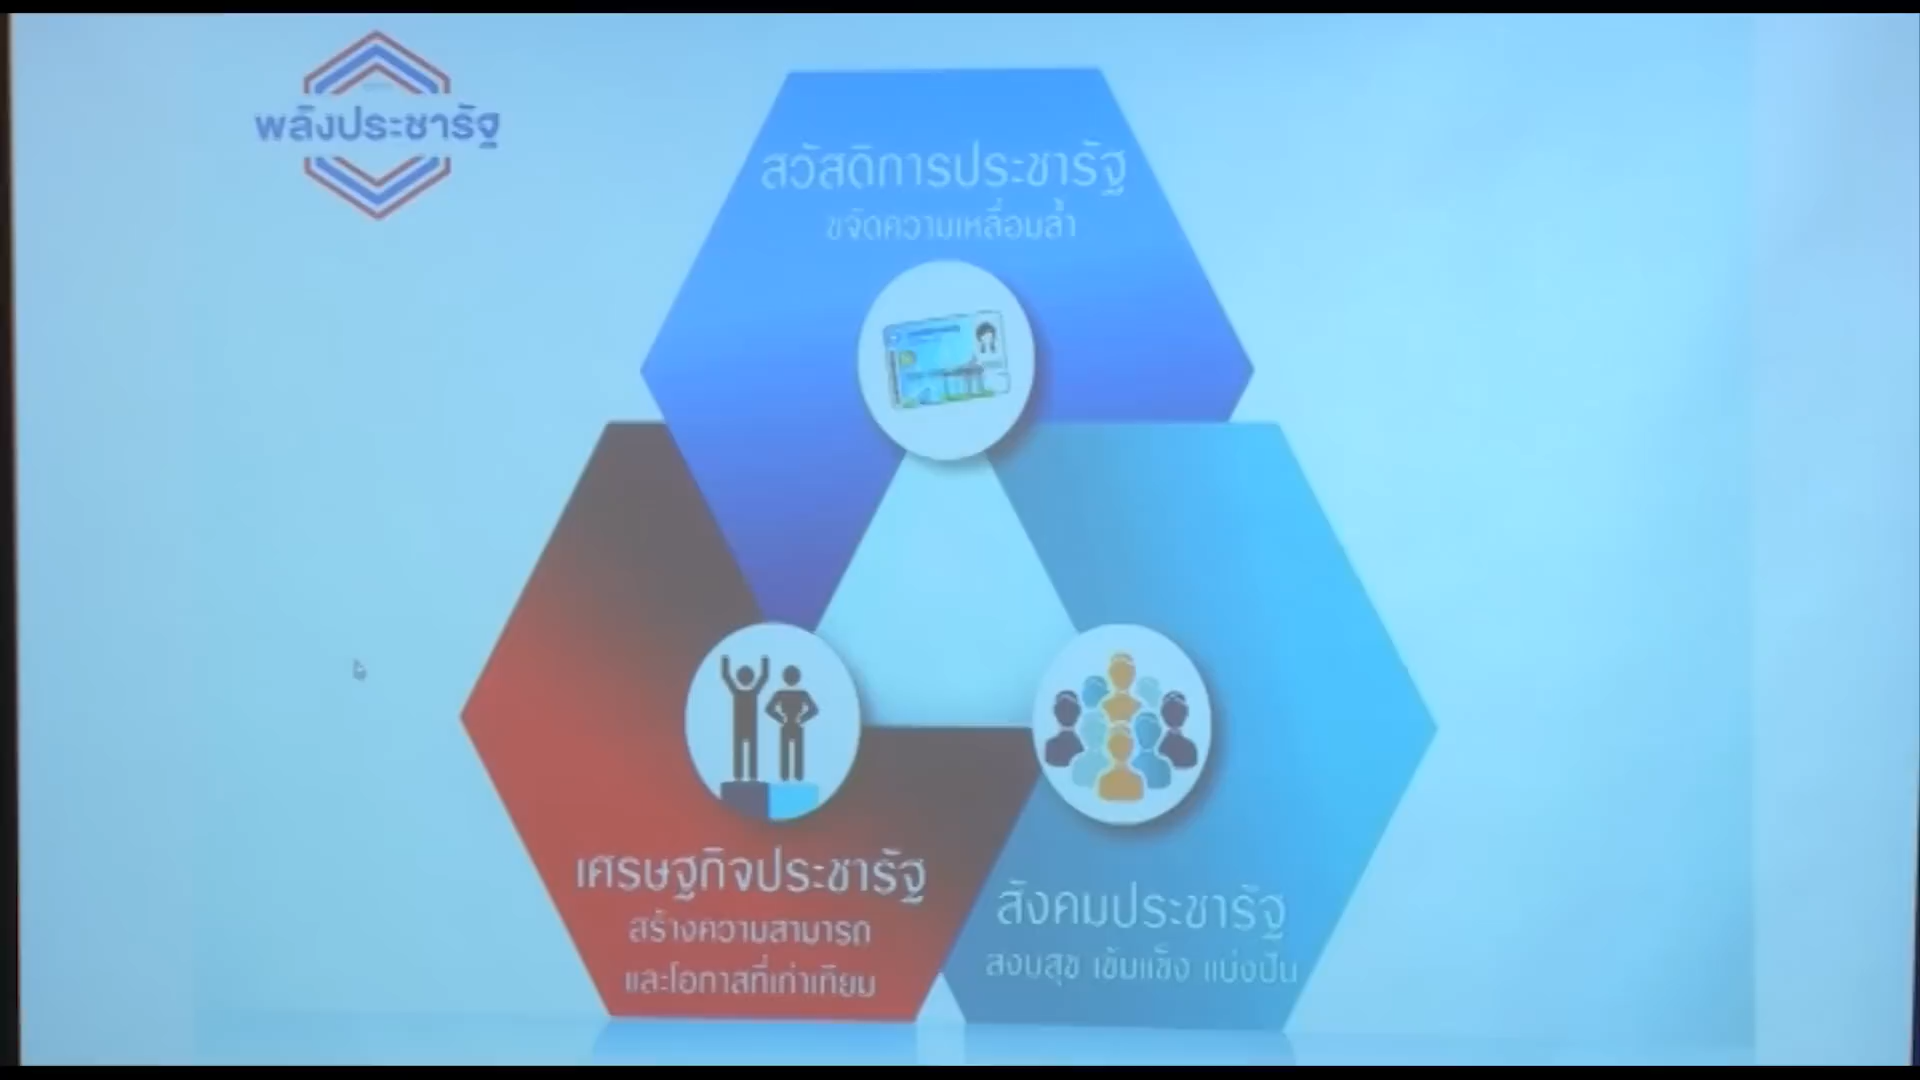 พลังประชารัฐ
สวัสดิการประชารัฐ
ขจัดความเหลื่อมล้ำ
เศรษฐกิจประชารัฐ
สร้างความสามารถ
และโอกาสที่เท่าเทียม
สังคมประชารัฐ
สงบสุข เข้มแข็ง แบ่งปัน